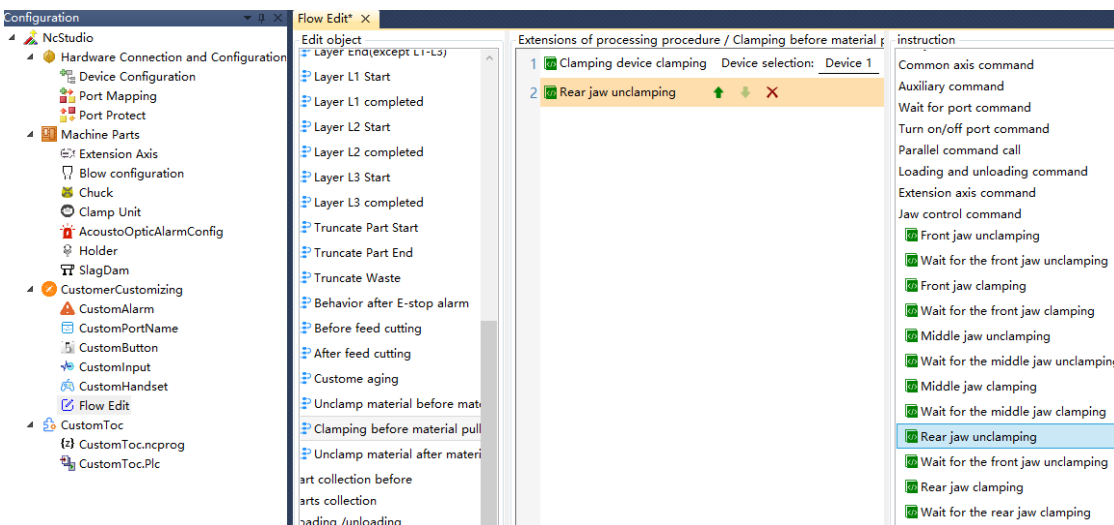 Configuration
NcStudio
Hardware Connection and Configuration
Device Configuration
Port Mapping
Port Protect
Machine Parts
Extension Axis
Blow configuration
Chuck
Clamp Unit
AcoustoOpticAlarmConfig
Holder
SlagDam
CustomerCustomizing
CustomAlarm
CustomPortName
CustomButton
CustomInput
CustomHandset
Flow Edit
CustomToc
CustomToc.ncprog
CustomToc.Plc
Flow Edit*
Edit object
Layer End(except L1-L3)
Layer L1 Start
Layer L1 completed
Layer L2 Start
Layer L2 completed
Layer L3 Start
Layer L3 completed
Truncate Part Start
Truncate Part End
Truncate Waste
Behavior after E-stop alarm
Before feed cutting
After feed cutting
Custome aging
Unclamp material before mate
Clamping before material pull
Unclamp material after materi
art collection before
arts collection
oading /unloading
Extensions of processing procedure / Clamping before material p
1 Clamping device clamping Device selection: Device 1
2 Rear jaw unclamping
instruction
Common axis command
Auxiliary command
Wait for port command
Turn on/off port command
Parallel command call
Loading and unloading command
Extension axis command
Jaw control command
Front jaw unclamping
Wait for the front jaw unclamping
Front jaw clamping
Wait for the front jaw clamping
Middle jaw unclamping
Wait for the middle jaw unclamping
Middle jaw clamping
Wait for the middle jaw clamping
Rear jaw unclamping
Wait for the front jaw unclamping
Rear jaw clamping
Wait for the rear jaw clamping